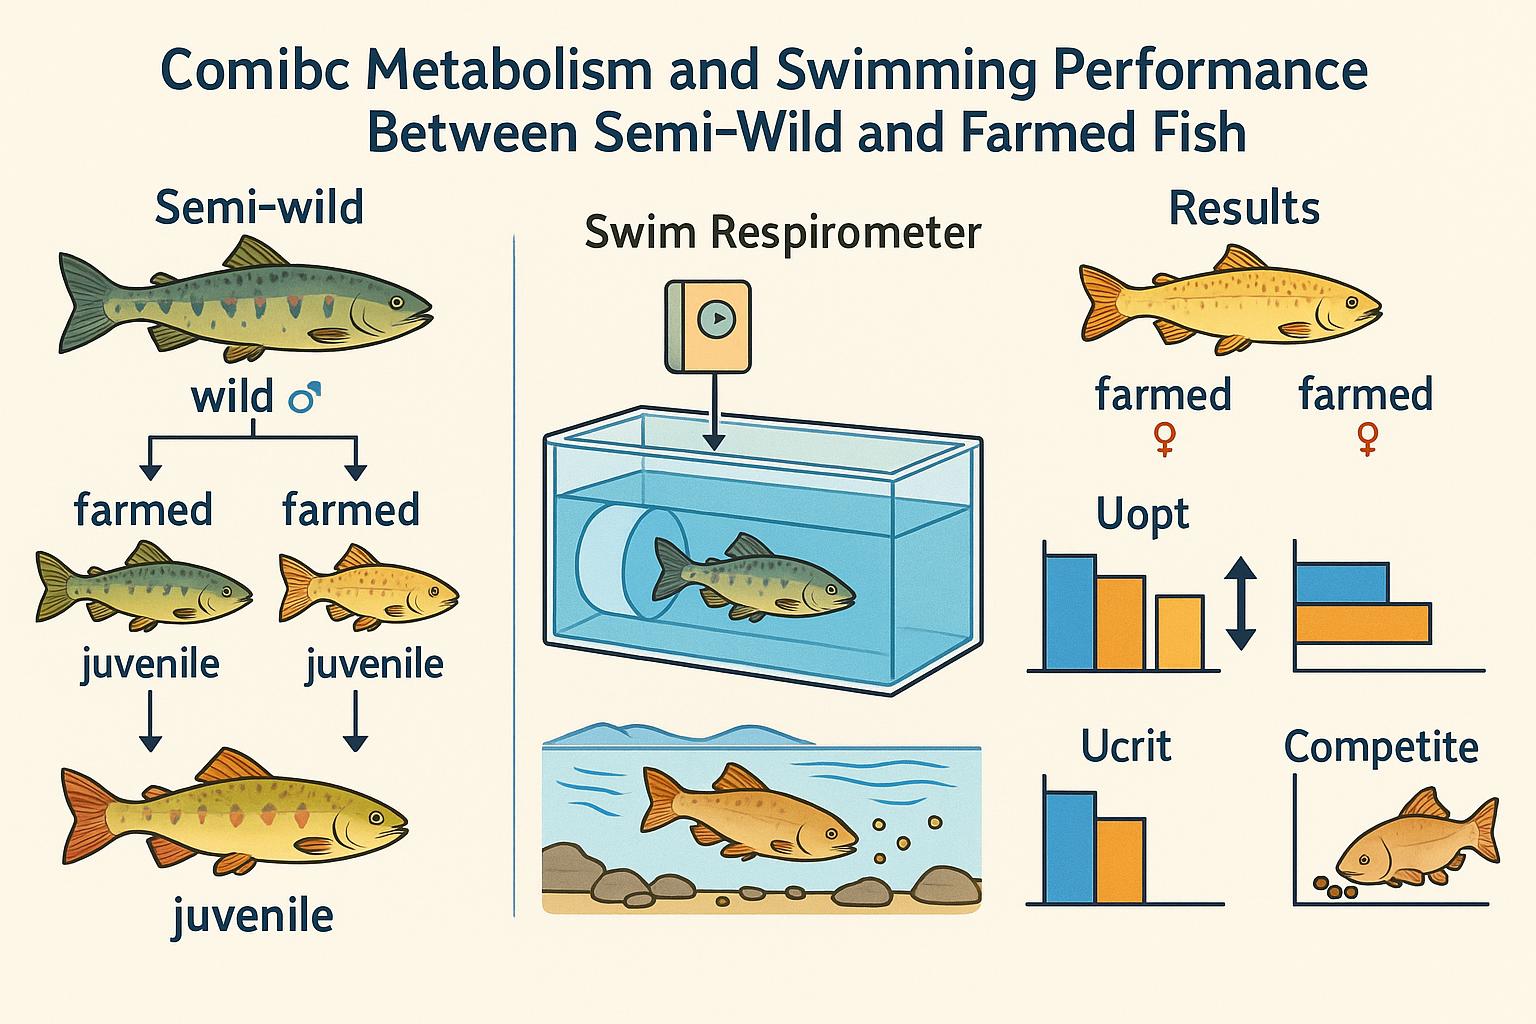 Comibc Metabolism and Swimming Performance
Between Semi-Wild and Farmed Fish
Semi-wild
wild ♂
farmed farmed
juvenile juvenile
juvenile
Swim Respirometer
Results
farmed farmed
♀ ♀
Uopt
Ucrit
Competite